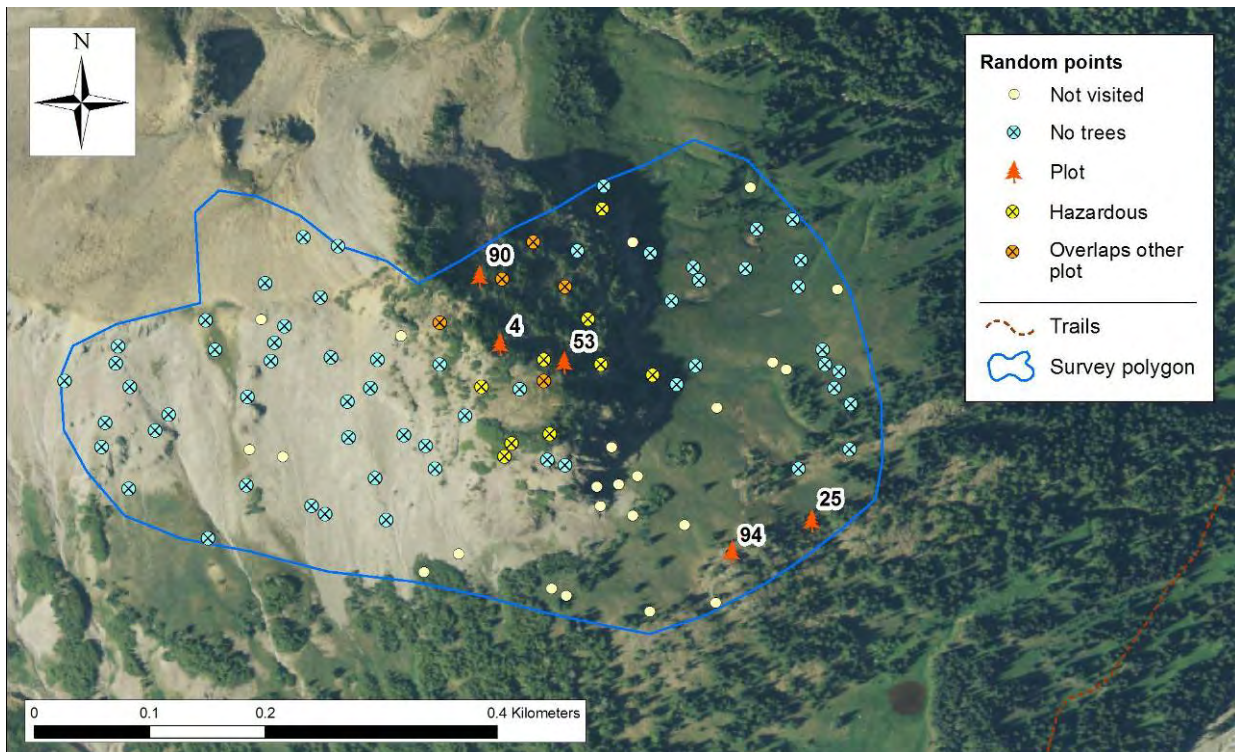 N
Random points
Not visited
No trees
Plot
Hazardous
Overlaps other
plot
Trails
Survey polygon
90
4
53
25
94
0 0.1 0.2 0.4 Kilometers